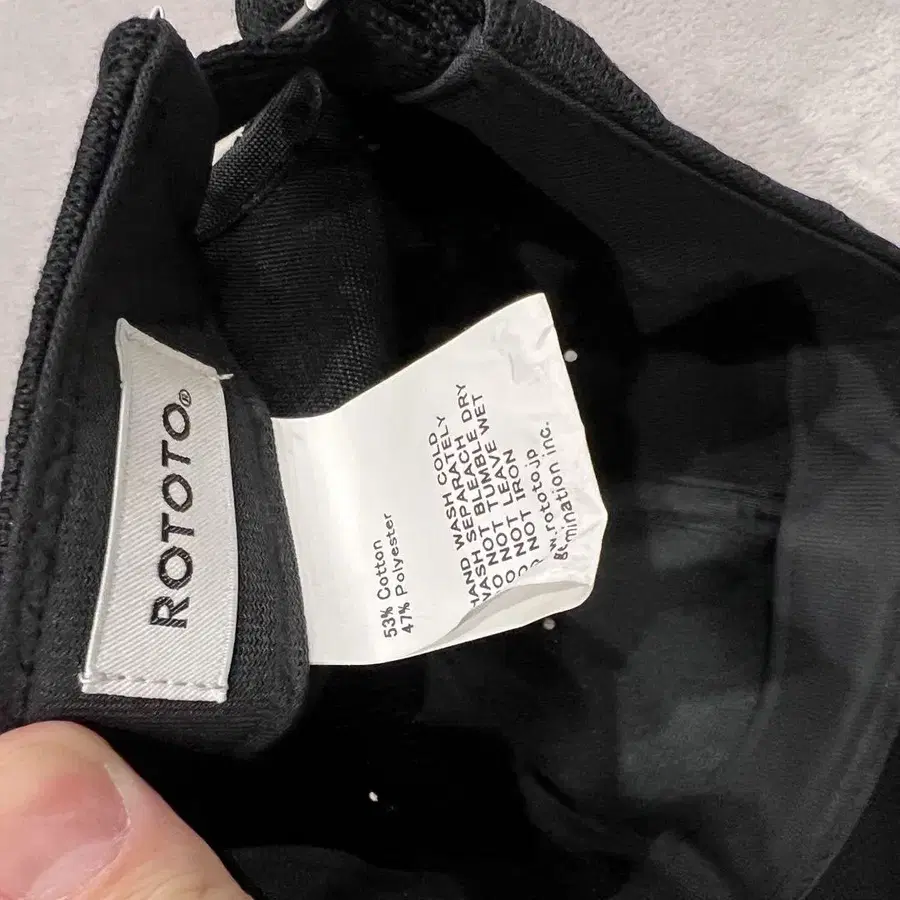 ROTOTO®
53% Cotton
47% Polyester
HAND WASH COLD
WASH SEPARATELY
DO NOT BLEACH
DO NOT TUMBLE DRY
DO NOT LEAVE WET
DO NOT IRON
w.rototo.jp
mination inc.